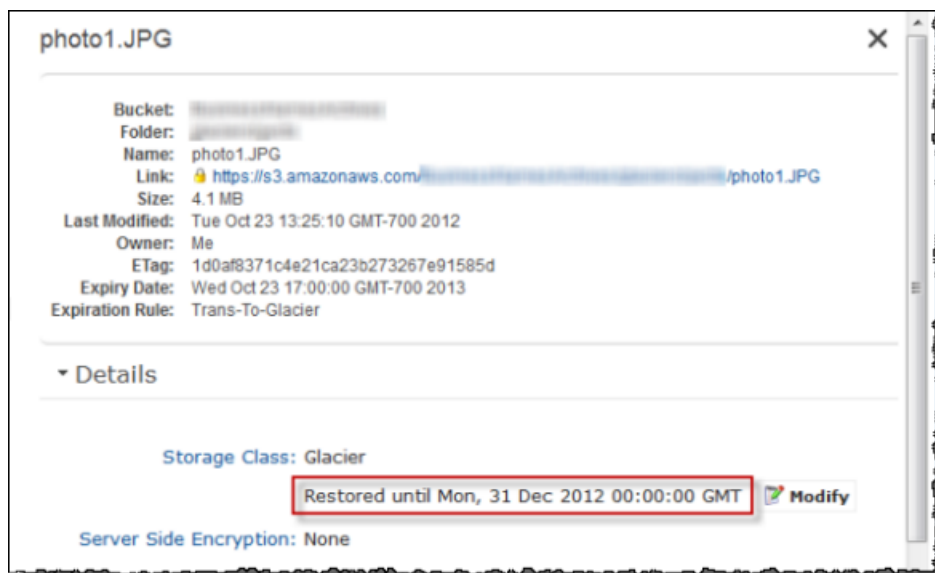 photo1.JPG
Bucket:
Folder:
Name: photo1.JPG
Link: https://s3.amazonaws.com/ /photo1.JPG
Size: 4.1 MB
Last Modified: Tue Oct 23 13:25:10 GMT-700 2012
Owner: Me
ETag: 1d0af8371c4e21ca23b273267e91585d
Expiry Date: Wed Oct 23 17:00:00 GMT-700 2013
Expiration Rule: Trans-To-Glacier
Details
Storage Class: Glacier
Restored until Mon, 31 Dec 2012 00:00:00 GMT Modify
Server Side Encryption: None